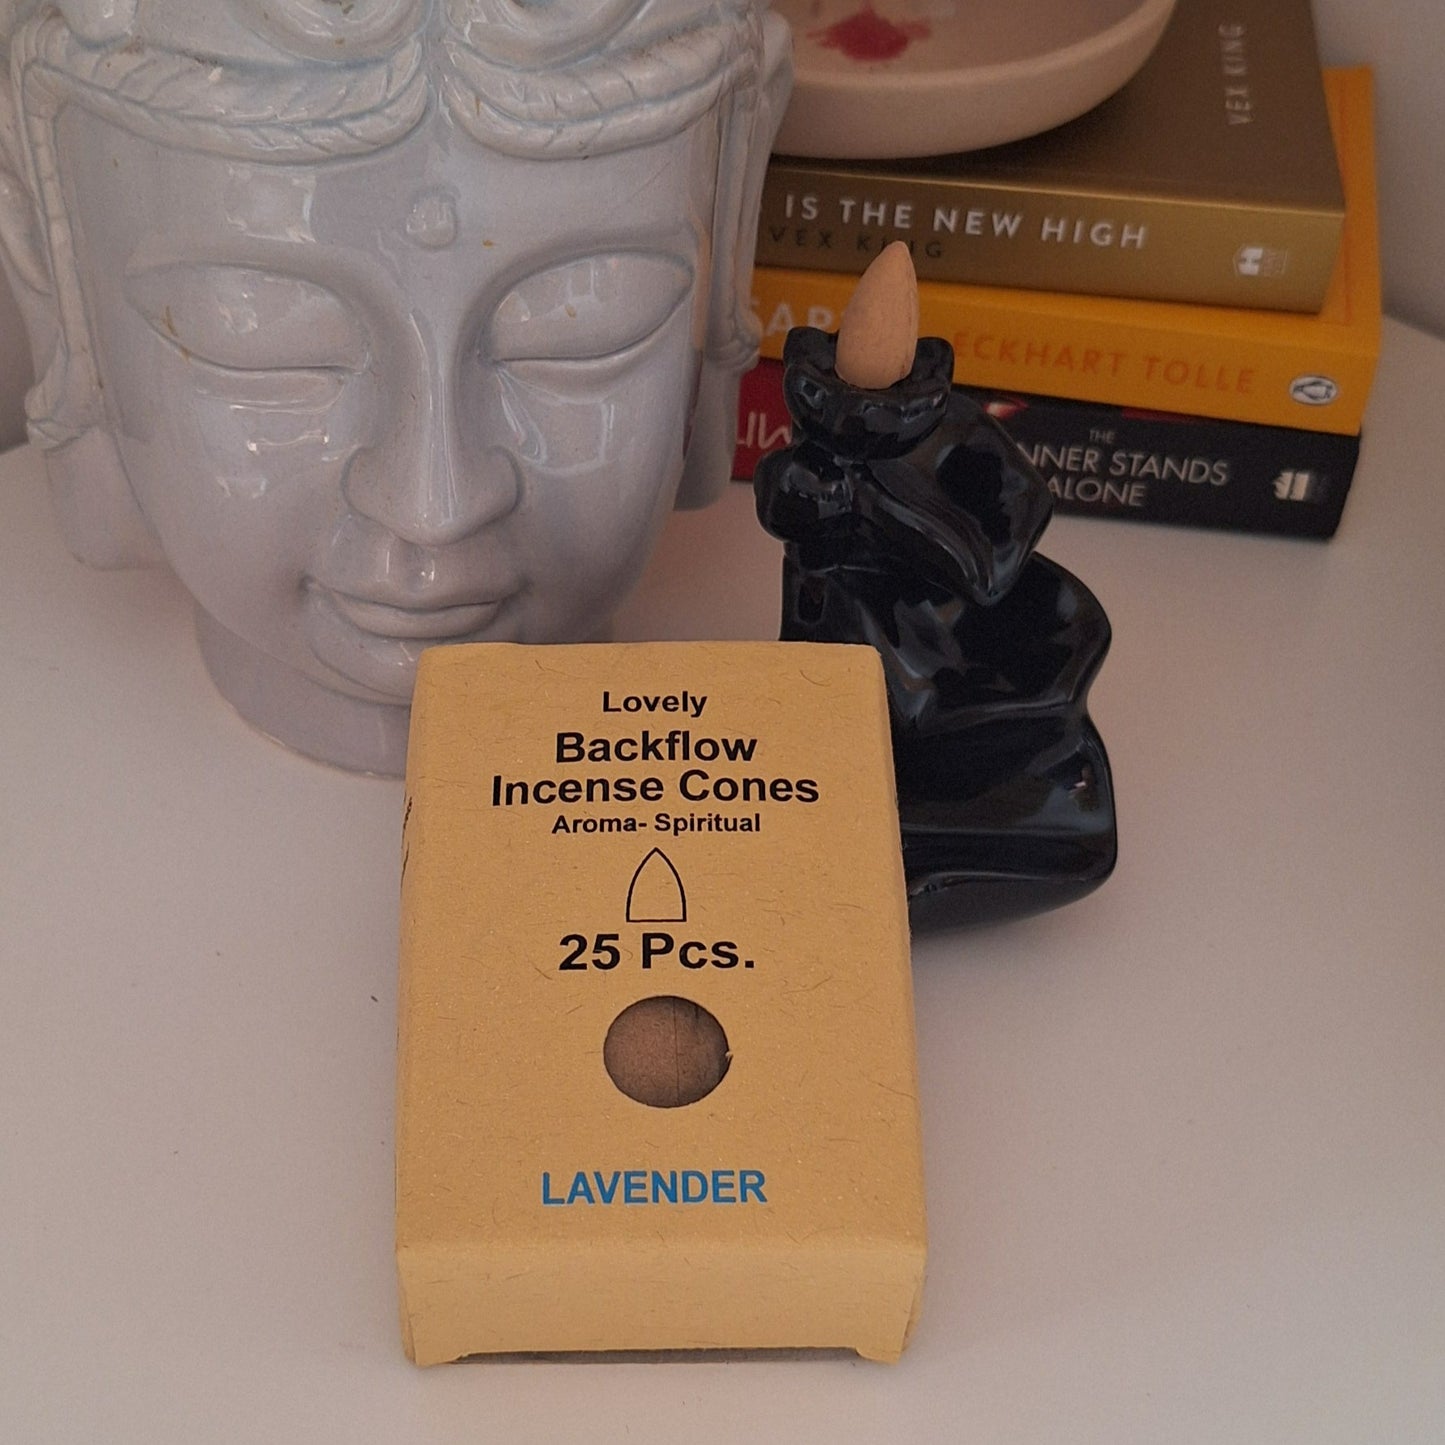 VEX KING
IS THE NEW HIGH
VEX KING
ECKHART TOLLE
THE
NNER STANDS
ALONE
Lovely
Backflow
Incense Cones
Aroma- Spiritual
25 Pcs.
LAVENDER